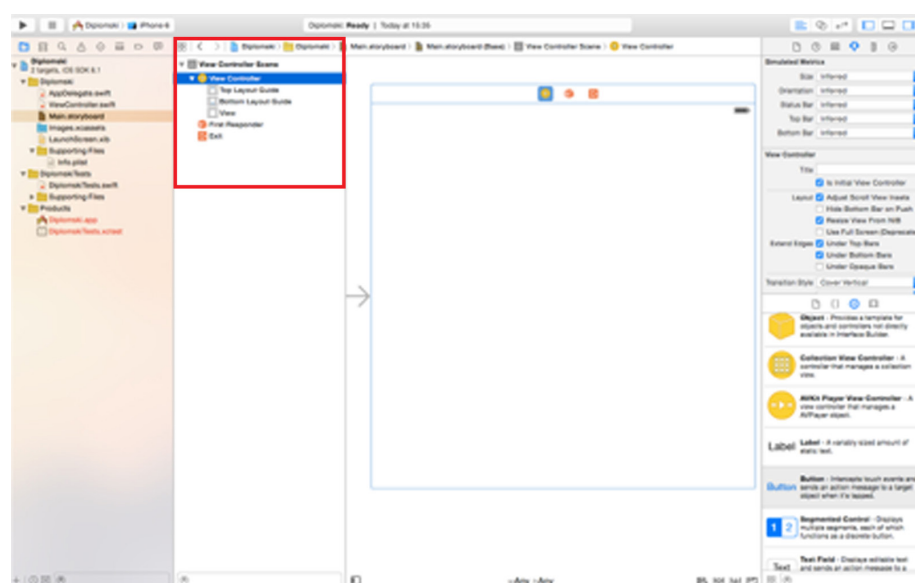 Diplomski
iPhone 6
Diplomski: Ready | Today at 15:35
Diplomski
Diplomski
Main.storyboard
Main.storyboard (Base)
View Controller Scene
View Controller
Diplomski
2 targets, iOS SDK 8.1
Diplomski
AppDelegate.swift
ViewController.swift
Main.storyboard
Images.xcassets
LaunchScreen.xib
Supporting Files
Info.plist
DiplomskiTests
DiplomskiTests.swift
Supporting Files
Products
Diplomski.app
DiplomskiTests.xctest
View Controller Scene
View Controller
Top Layout Guide
Bottom Layout Guide
View
First Responder
Exit
wAny hAny
Simulated Metrics
Size Inferred
Orientation Inferred
Status Bar Inferred
Top Bar Inferred
Bottom Bar Inferred
View Controller
Title
Is Initial View Controller
Layout Adjust Scroll View Insets
Hide Bottom Bar on Push
Resize View From NIB
Use Full Screen (Deprecate
Extend Edges Under Top Bars
Under Bottom Bars
Under Opaque Bars
Transition Style Cover Vertical
Object - Provides a template for
objects and controllers not directly
available in Interface Builder.
Collection View Controller - A
controller that manages a collection
view.
AVKit Player View Controller - A
view controller that manages a
AVPlayer object.
Label Label - A variably sized amount of
static text.
Button Button - Intercepts touch events and
sends an action message to a target
object when it's tapped.
1 2 Segmented Control - Displays
multiple segments, each of which
functions as a discrete button.
Text Text Field - Displays editable text
and sends an action message to a